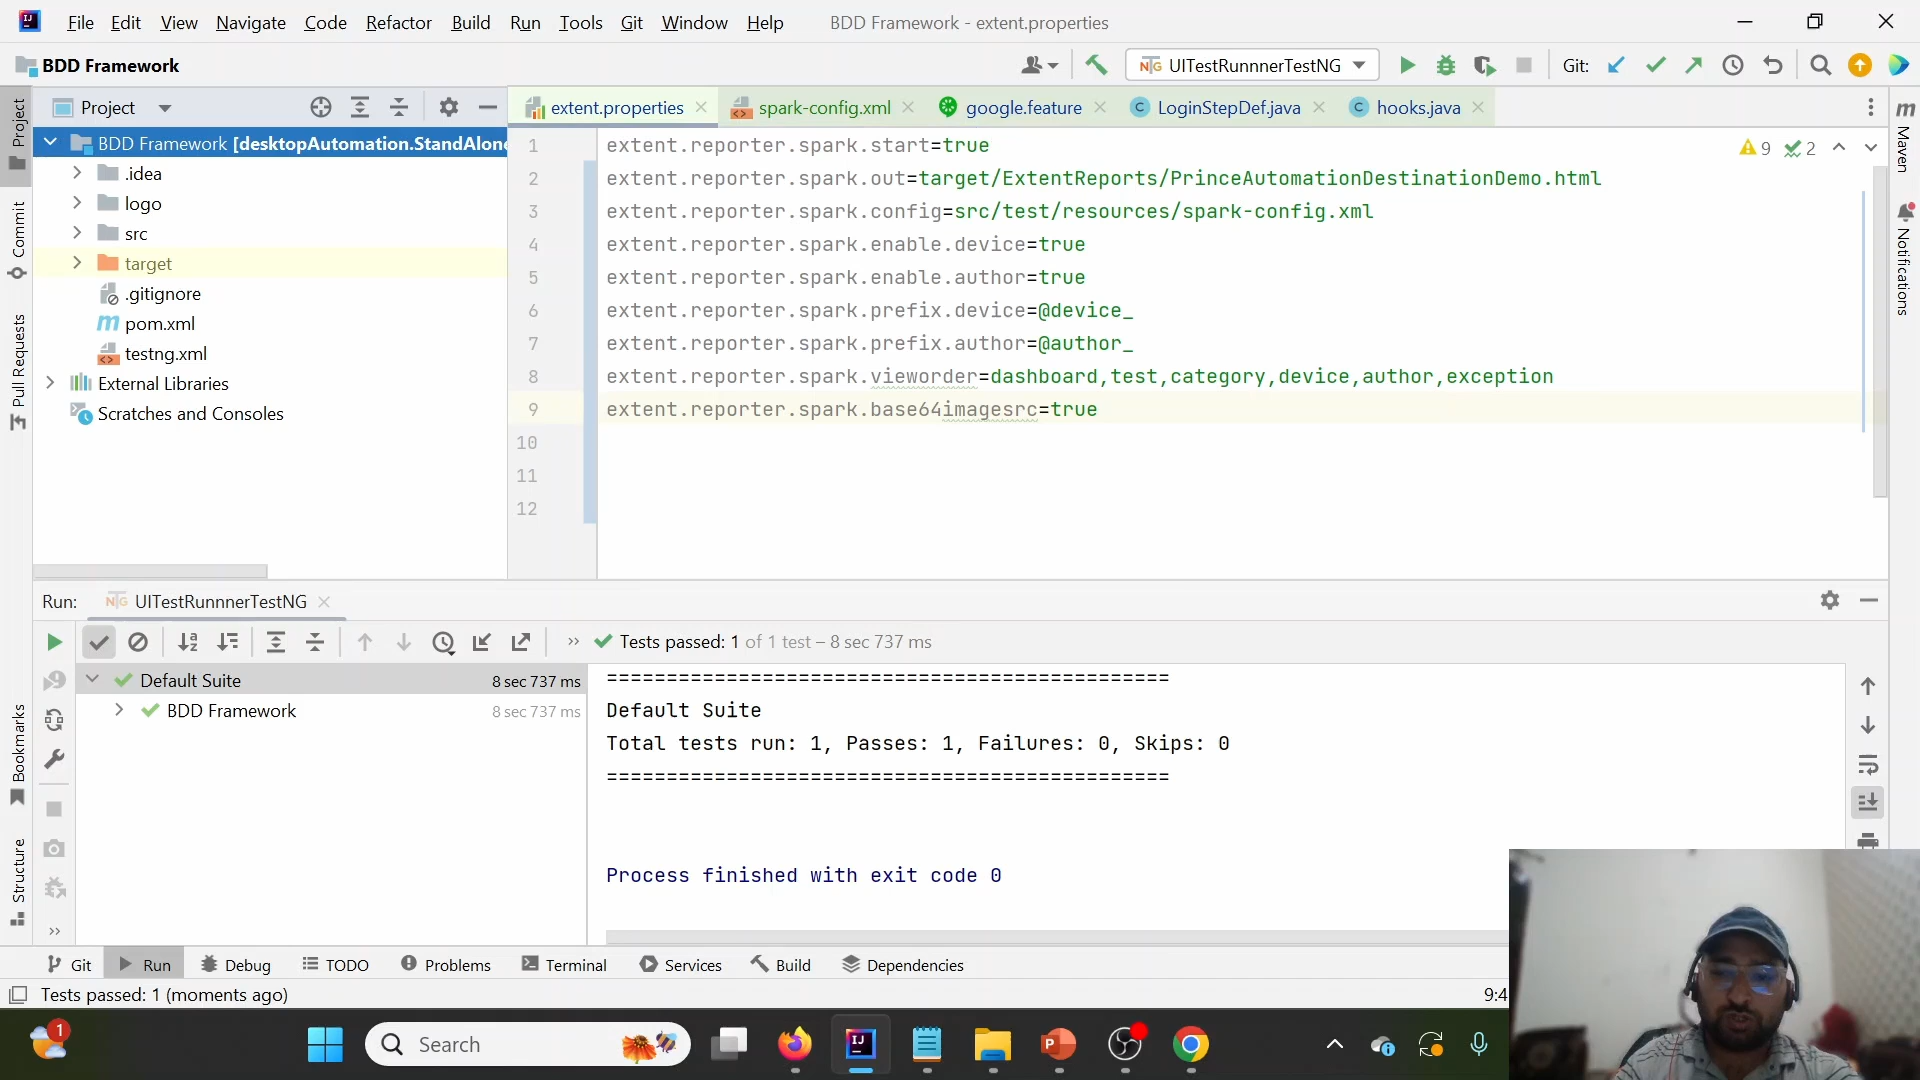 File Edit View Navigate Code Refactor Build Run Tools Git Window Help BDD Framework - extent.properties
BDD Framework
UITestRunnnerTestNG
Git:
Project
extent.properties
spark-config.xml
google.feature
LoginStepDef.java
hooks.java
BDD Framework [desktopAutomation.StandAlone
.idea
logo
src
target
.gitignore
pom.xml
testng.xml
External Libraries
Scratches and Consoles
1 extent.reporter.spark.start=true
2 extent.reporter.spark.out=target/ExtentReports/PrinceAutomationDestinationDemo.html
3 extent.reporter.spark.config=src/test/resources/spark-config.xml
4 extent.reporter.spark.enable.device=true
5 extent.reporter.spark.enable.author=true
6 extent.reporter.spark.prefix.device=@device_
7 extent.reporter.spark.prefix.author=@author_
8 extent.reporter.spark.vieworder=dashboard,test,category,device,author,exception
9 extent.reporter.spark.base64imagesrc=true
10
11
12
9 2
Project
Commit
Pull Requests
Bookmarks
Structure
Maven
Notifications
Run: UITestRunnnerTestNG
Tests passed: 1 of 1 test – 8 sec 737 ms
Default Suite 8 sec 737 ms
BDD Framework 8 sec 737 ms
===============================================
Default Suite
Total tests run: 1, Passes: 1, Failures: 0, Skips: 0
===============================================
Process finished with exit code 0
Git Run Debug TODO Problems Terminal Services Build Dependencies
Tests passed: 1 (moments ago)
9:4
1
Search